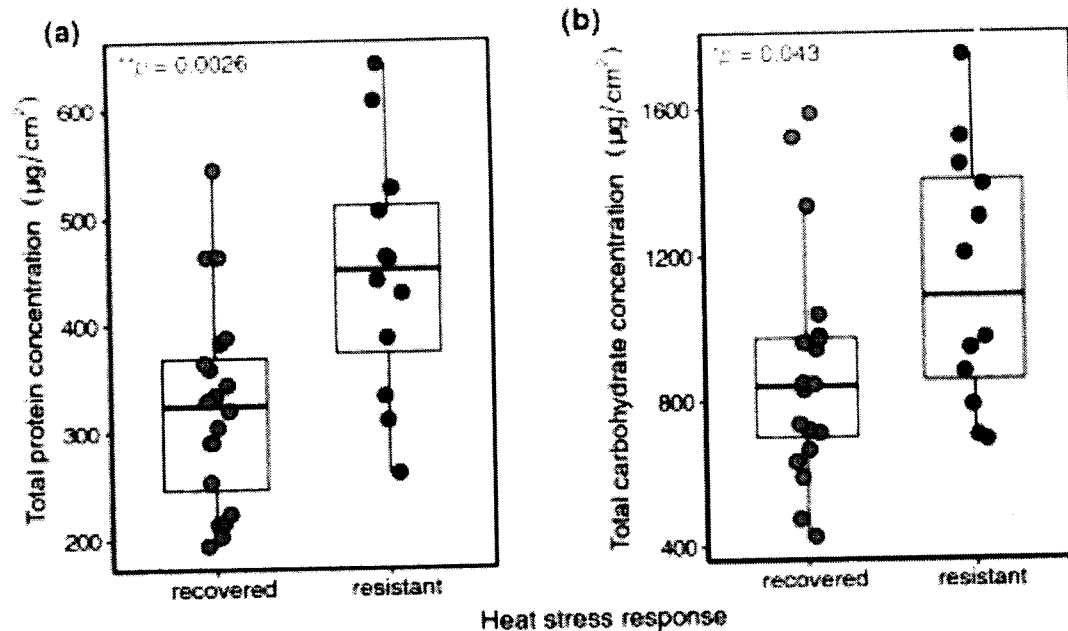 (a)
**p = 0.0026
Total protein concentration (µg/cm²)
600
500
400
300
200
recovered
resistant
(b)
*p = 0.043
Total carbohydrate concentration (µg/cm²)
1600
1200
800
400
recovered
resistant
Heat stress response